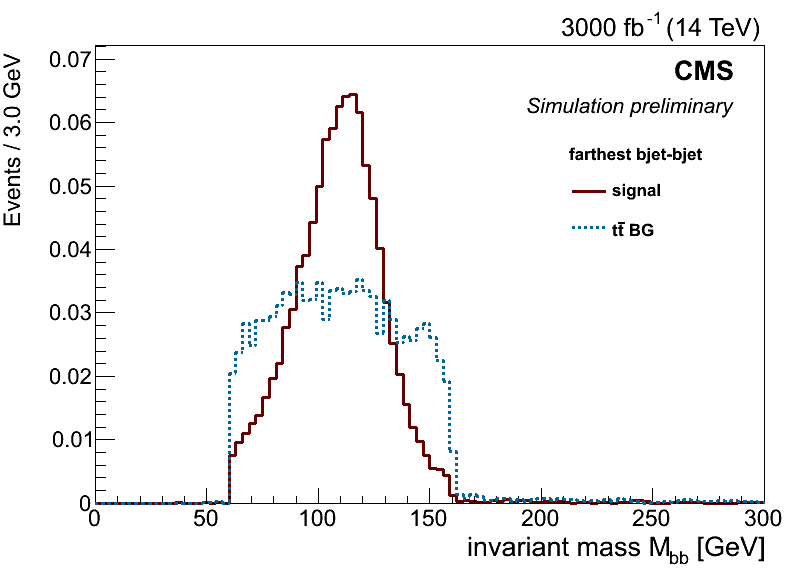 3000 fb-1 (14 TeV)
CMS
Simulation preliminary
farthest bjet-bjet
signal
tt̄ BG
Events / 3.0 GeV
0.07
0.06
0.05
0.04
0.03
0.02
0.01
0
0 50 100 150 200 250 300
invariant mass Mbb [GeV]